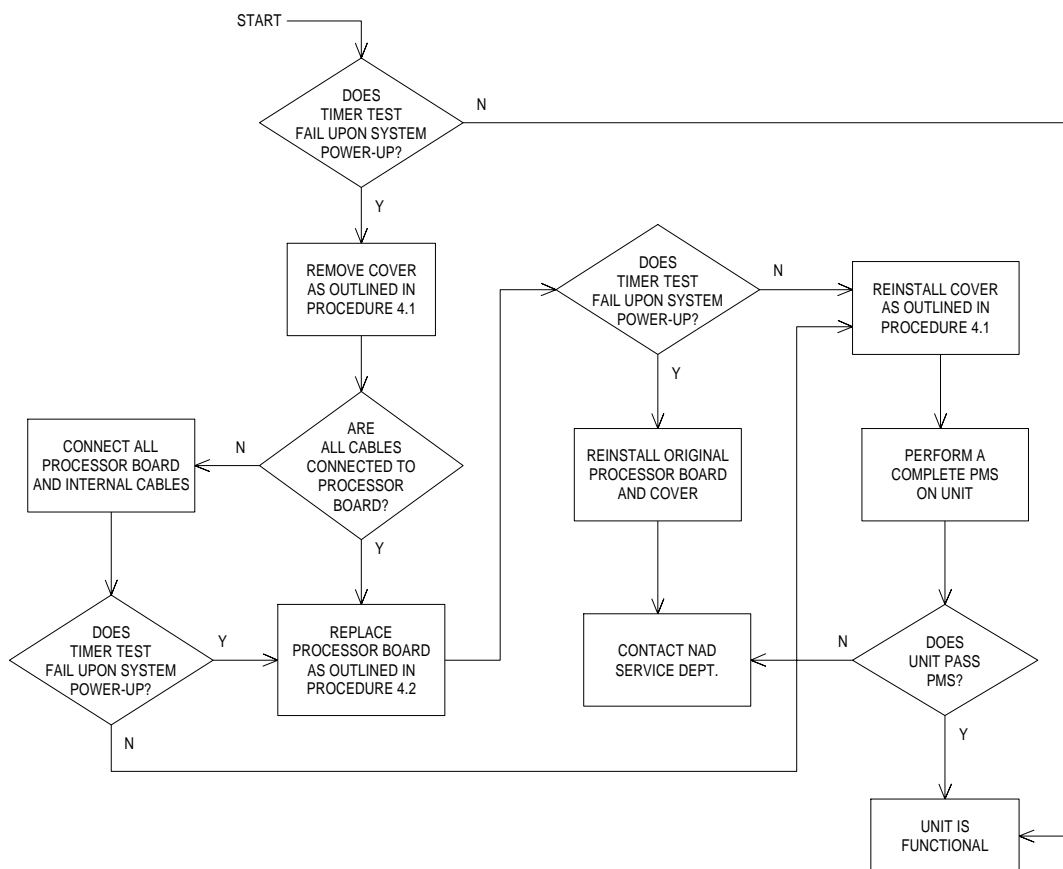 START
DOES
TIMER TEST
FAIL UPON SYSTEM
POWER-UP?
N
Y
REMOVE COVER
AS OUTLINED IN
PROCEDURE 4.1
ARE
ALL CABLES
CONNECTED TO
PROCESSOR
BOARD?
N
Y
CONNECT ALL
PROCESSOR BOARD
AND INTERNAL CABLES
DOES
TIMER TEST
FAIL UPON SYSTEM
POWER-UP?
Y
N
REPLACE
PROCESSOR BOARD
AS OUTLINED IN
PROCEDURE 4.2
DOES
TIMER TEST
FAIL UPON SYSTEM
POWER-UP?
N
Y
REINSTALL ORIGINAL
PROCESSOR BOARD
AND COVER
CONTACT NAD
SERVICE DEPT.
REINSTALL COVER
AS OUTLINED IN
PROCEDURE 4.1
PERFORM A
COMPLETE PMS
ON UNIT
DOES
UNIT PASS
PMS?
N
Y
UNIT IS
FUNCTIONAL